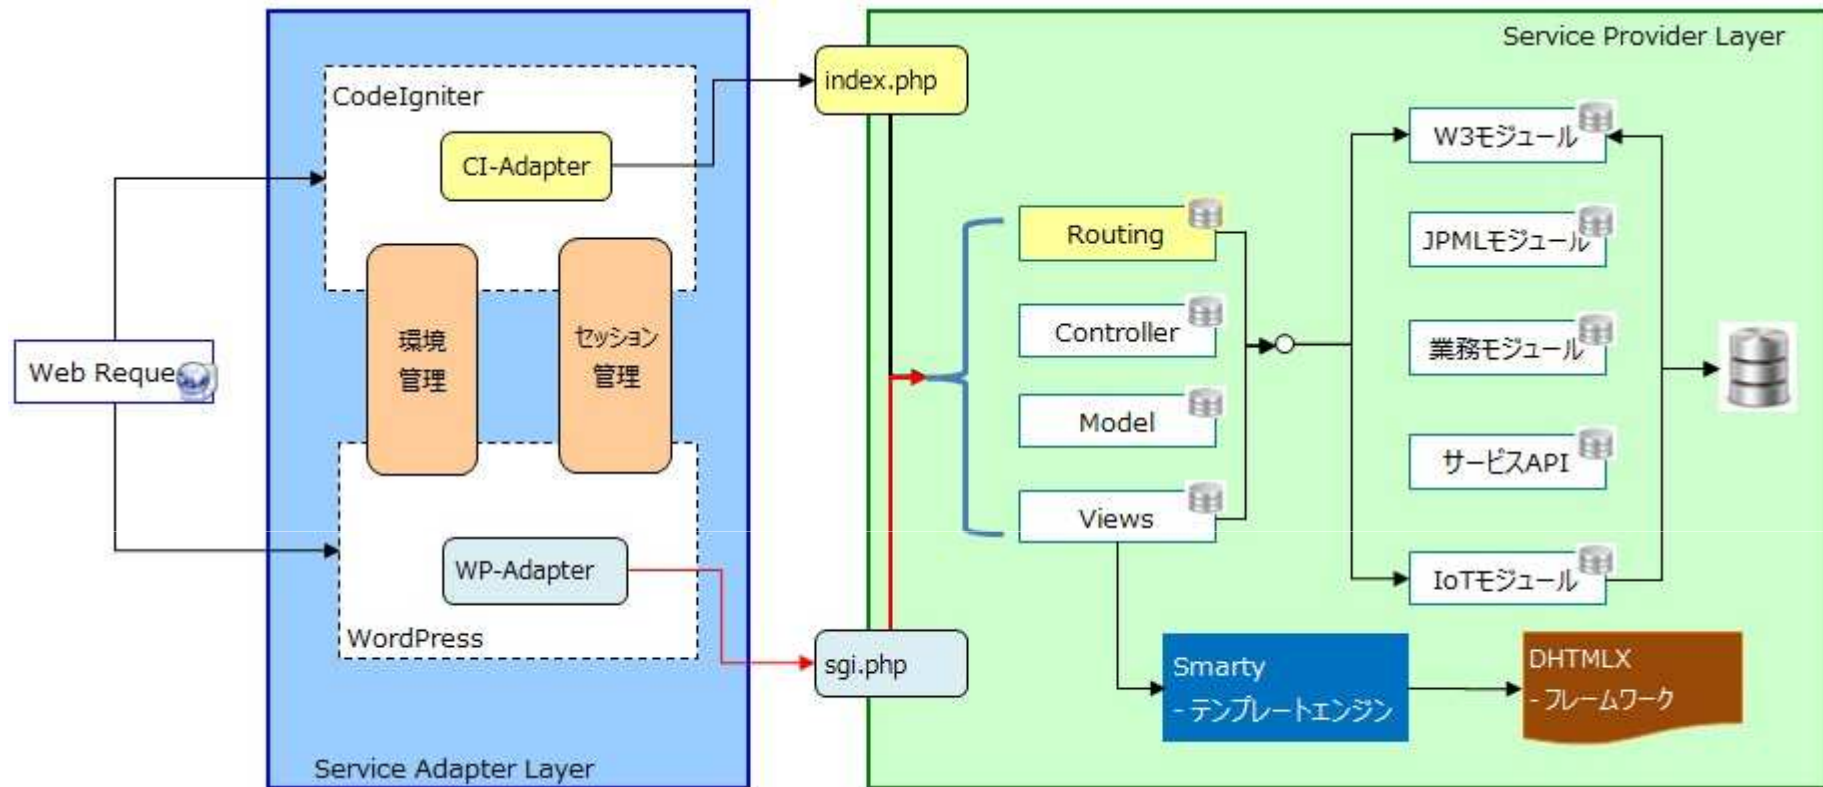 Service Provider Layer
index.php
CodeIgniter
CI-Adapter
W3モジュール
Routing
JPMLモジュール
環境
管理
セッション
管理
Controller
業務モジュール
Web Reque
Model
サービスAPI
Views
WP-Adapter
IoTモジュール
WordPress
sgi.php
Smarty
- テンプレートエンジン
DHTMLX
- フレームワーク
Service Adapter Layer